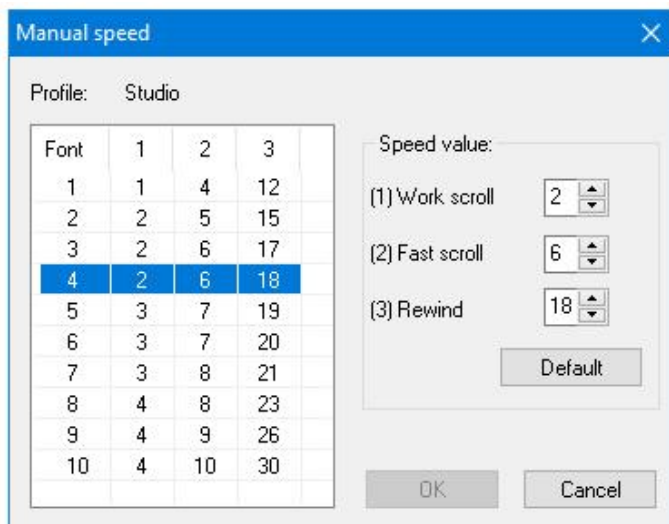 Manual speed
Profile: Studio
Font 1 2 3
1 1 4 12
2 2 5 15
3 2 6 17
4 2 6 18
5 3 7 19
6 3 7 20
7 3 8 21
8 4 8 23
9 4 9 26
10 4 10 30
Speed value:
(1) Work scroll 2
(2) Fast scroll 6
(3) Rewind 18
Default
OK Cancel